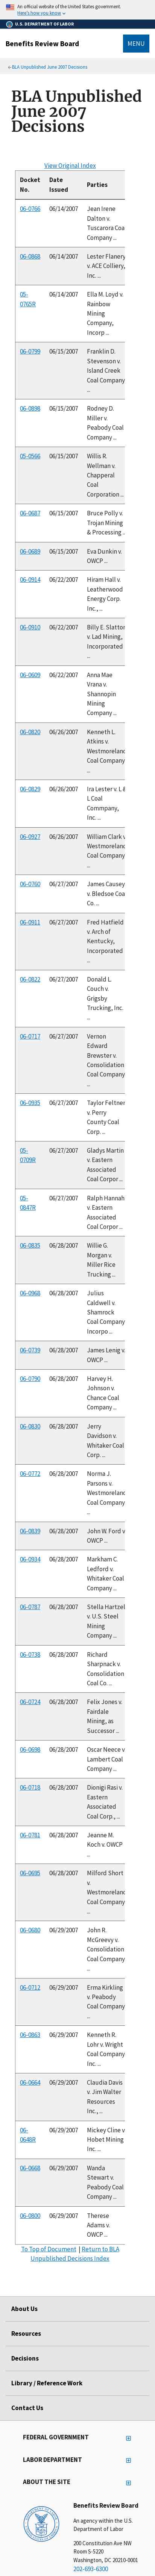 An official website of the United States government.
Here's how you know
U.S. DEPARTMENT OF LABOR
Benefits Review Board
MENU
BLA Unpublished June 2007 Decisions
BLA Unpublished
June 2007
Decisions
View Original Index
Docket No. Date Issued Parties
06-0766 06/14/2007 Jean Irene Dalton v. Tuscarora Coal Company ...
06-0868 06/14/2007 Lester Flanery v. ACE Colliery, Inc. ...
05-0765R 06/14/2007 Ella M. Loyd v. Rainbow Mining Company, Incorp ...
06-0799 06/15/2007 Franklin D. Stevenson v. Island Creek Coal Company ...
06-0898 06/15/2007 Rodney D. Miller v. Peabody Coal Company ...
05-0566 06/15/2007 Willis R. Wellman v. Chapperal Coal Corporation ...
06-0687 06/15/2007 Bruce Polly v. Trojan Mining & Processing ...
06-0689 06/15/2007 Eva Dunkin v. OWCP ...
06-0914 06/22/2007 Hiram Hall v. Leatherwood Energy Corp. Inc., ...
06-0910 06/22/2007 Billy E. Slatton v. Lad Mining, Incorporated ...
06-0609 06/22/2007 Anna Mae Vrana v. Shannopin Mining Company ...
06-0820 06/26/2007 Kenneth L. Atkins v. Westmoreland Coal Company ...
06-0829 06/26/2007 Ira Lester v. L & L Coal Commpany, Inc. ...
06-0927 06/26/2007 William Clark v. Westmoreland Coal Company ...
06-0760 06/27/2007 James Causey v. Bledsoe Coal Co. ...
06-0911 06/27/2007 Fred Hatfield v. Arch of Kentucky, Incorporated ...
06-0822 06/27/2007 Donald L. Couch v. Grigsby Trucking, Inc. ...
06-0717 06/27/2007 Vernon Edward Brewster v. Consolidation Coal Company ...
06-0935 06/27/2007 Taylor Feltner v. Perry County Coal Corp. ...
05-0709R 06/27/2007 Gladys Martin v. Eastern Associated Coal Corpor ...
05-0847R 06/27/2007 Ralph Hannah v. Eastern Associated Coal Corpor ...
06-0835 06/28/2007 Willie G. Morgan v. Miller Rice Trucking ...
06-0968 06/28/2007 Julius Caldwell v. Shamrock Coal Company, Incorpo ...
06-0739 06/28/2007 James Lenig v. OWCP ...
06-0790 06/28/2007 Harvey H. Johnson v. Chance Coal Company ...
06-0830 06/28/2007 Jerry Davidson v. Whitaker Coal Corp. ...
06-0772 06/28/2007 Norma J. Parsons v. Westmoreland Coal Company ...
06-0839 06/28/2007 John W. Ford v. OWCP ...
06-0934 06/28/2007 Markham C. Ledford v. Whitaker Coal Company ...
06-0787 06/28/2007 Stella Hartzel v. U.S. Steel Mining Company ...
06-0738 06/28/2007 Richard Sharpnack v. Consolidation Coal Co. ...
06-0724 06/28/2007 Felix Jones v. Fairdale Mining, as Successor ...
06-0698 06/28/2007 Oscar Neece v. Lambert Coal Company ...
06-0718 06/28/2007 Dionigi Rasi v. Eastern Associated Coal Corp., ...
06-0781 06/28/2007 Jeanne M. Koch v. OWCP ...
06-0695 06/28/2007 Milford Short v. Westmoreland Coal Company ...
06-0680 06/29/2007 John R. McGreevy v. Consolidation Coal Company ...
06-0712 06/29/2007 Erma Kirkling v. Peabody Coal Company ...
06-0863 06/29/2007 Kenneth R. Lohr v. Wright Coal Company, Inc. ...
06-0664 06/29/2007 Claudia Davis v. Jim Walter Resources Inc., ...
06-0648R 06/29/2007 Mickey Cline v. Hobet Mining Inc. ...
06-0668 06/29/2007 Wanda Stewart v. Peabody Coal Company ...
06-0800 06/29/2007 Therese Adams v. OWCP ...
To Top of Document | Return to BLA
Unpublished Decisions Index
About Us
Resources
Decisions
Library / Reference Work
Contact Us
FEDERAL GOVERNMENT
LABOR DEPARTMENT
ABOUT THE SITE
Benefits Review Board
An agency within the U.S.
Department of Labor
200 Constitution Ave NW
Room S-5220
Washington, DC 20210-0001
202-693-6300